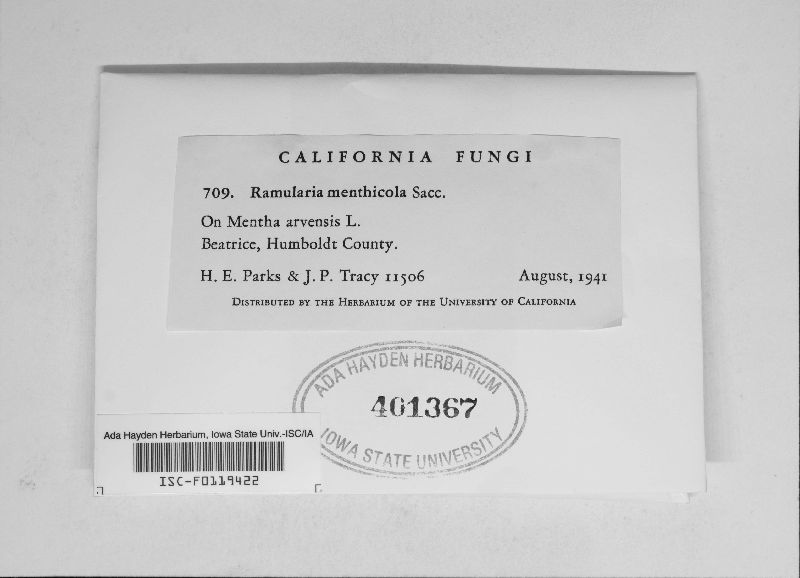 CALIFORNIA FUNGI
709. Ramularia menthicola Sacc.
On Mentha arvensis L.
Beatrice, Humboldt County.
H. E. Parks & J. P. Tracy 11506 August, 1941
DISTRIBUTED BY THE HERBARIUM OF THE UNIVERSITY OF CALIFORNIA
ADA HAYDEN HERBARIUM
401367
IOWA STATE UNIVERSITY
Ada Hayden Herbarium, Iowa State Univ.-ISC/IA
ISC-F0119422